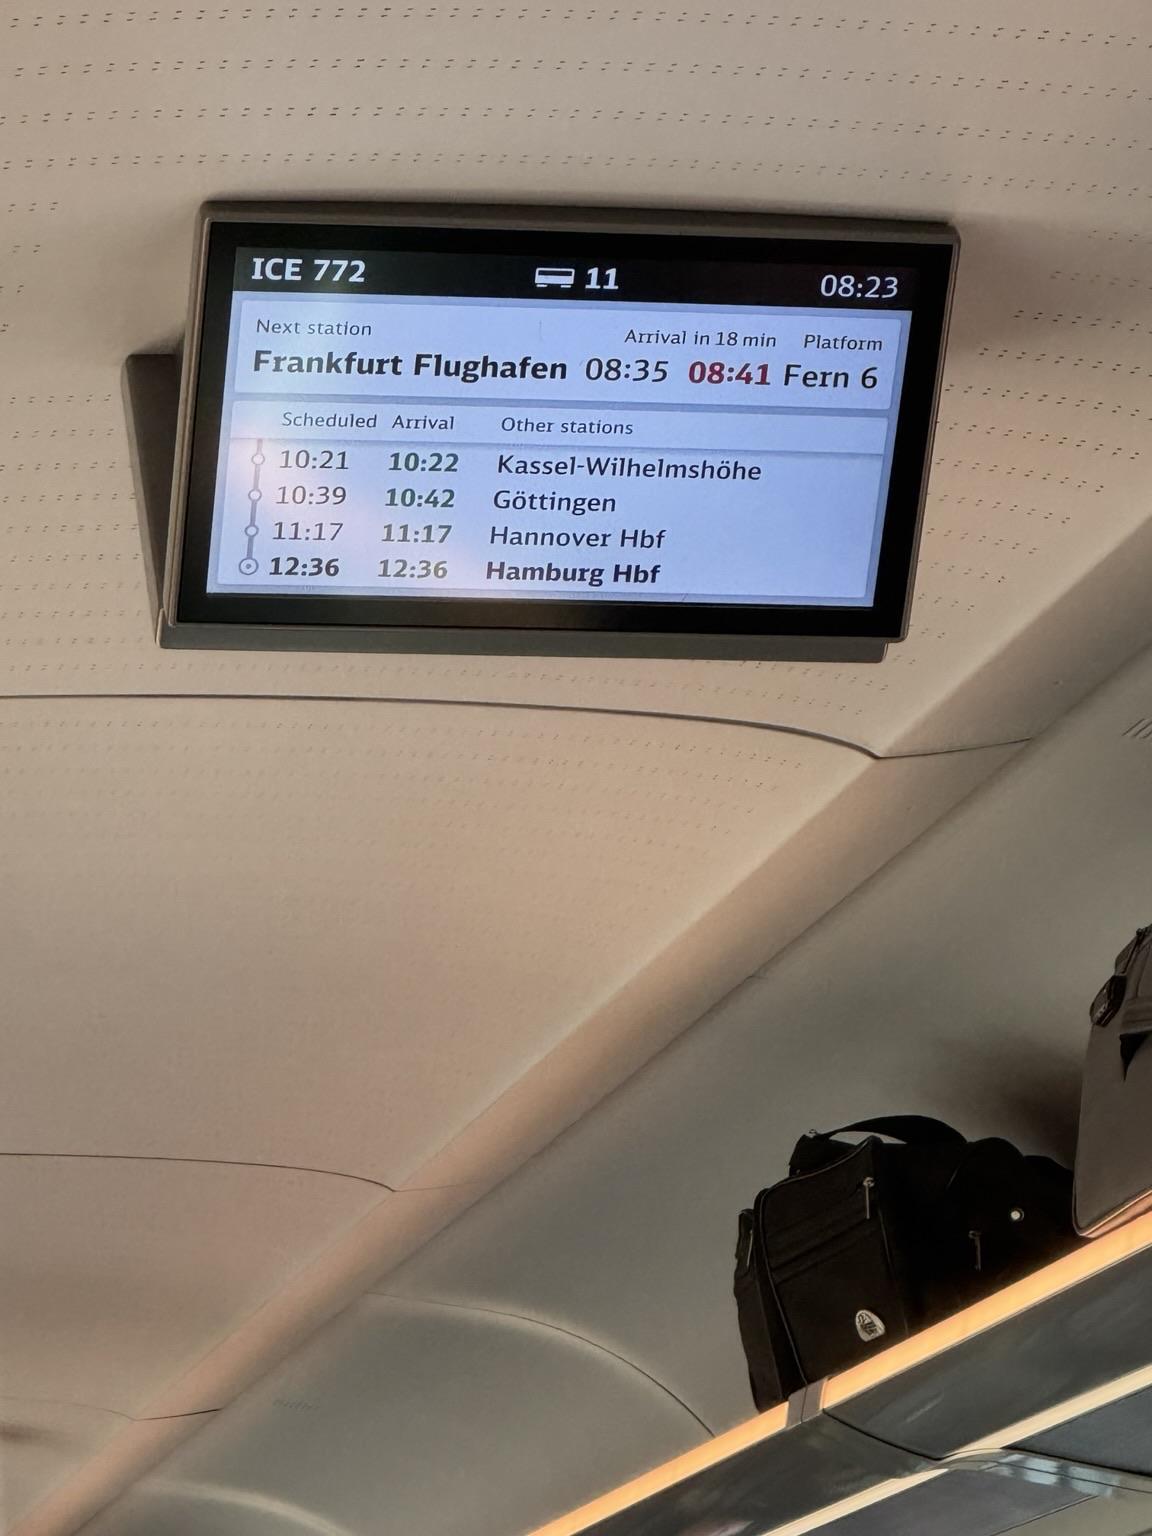 ICE 772 11 08:23
Next station Arrival in 18 min Platform
Frankfurt Flughafen 08:35 08:41 Fern 6
Scheduled Arrival Other stations
10:21 10:22 Kassel-Wilhelmshöhe
10:39 10:42 Göttingen
11:17 11:17 Hannover Hbf
12:36 12:36 Hamburg Hbf